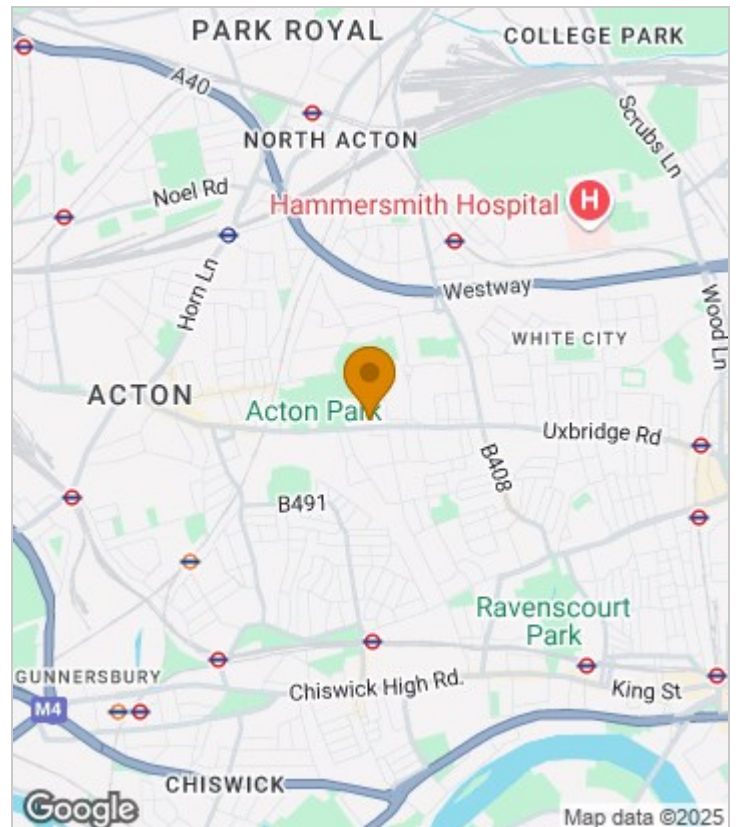 PARK ROYAL
COLLEGE PARK
A40
Scrubs Ln
NORTH ACTON
Noel Rd
Hammersmith Hospital
H
Horn Ln
Westway
Wood Ln
WHITE CITY
ACTON
Acton Park
Uxbridge Rd
B408
B491
Ravenscourt
Park
GUNNERSBURY
Chiswick High Rd.
King St
M4
CHISWICK
Google
Map data ©2025